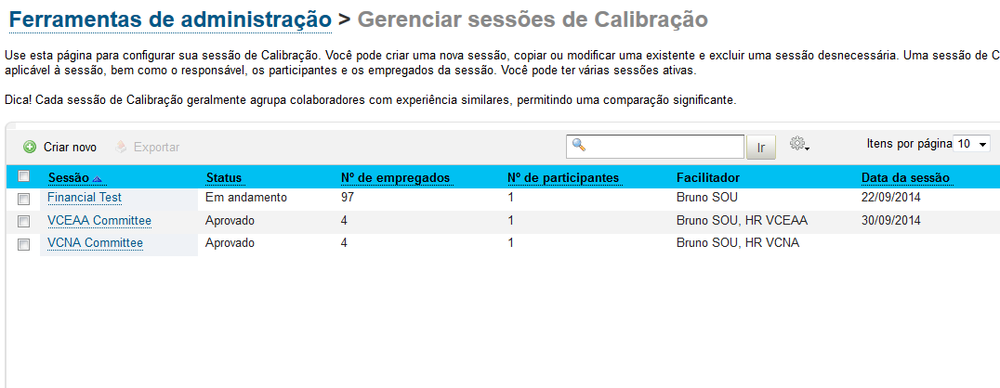 Ferramentas de administração > Gerenciar sessões de Calibração
Use esta página para configurar sua sessão de Calibração. Você pode criar uma nova sessão, copiar ou modificar uma existente e excluir uma sessão desnecessária. Uma sessão de C
aplicável à sessão, bem como o responsável, os participantes e os empregados da sessão. Você pode ter várias sessões ativas.
Dica! Cada sessão de Calibração geralmente agrupa colaboradores com experiência similares, permitindo uma comparação significante.
Criar novo Exportar Ir Itens por página 10
Sessão Status Nº de empregados Nº de participantes Facilitador Data da sessão
Financial Test Em andamento 97 1 Bruno SOU 22/09/2014
VCEAA Committee Aprovado 4 1 Bruno SOU, HR VCEAA 30/09/2014
VCNA Committee Aprovado 4 1 Bruno SOU, HR VCNA